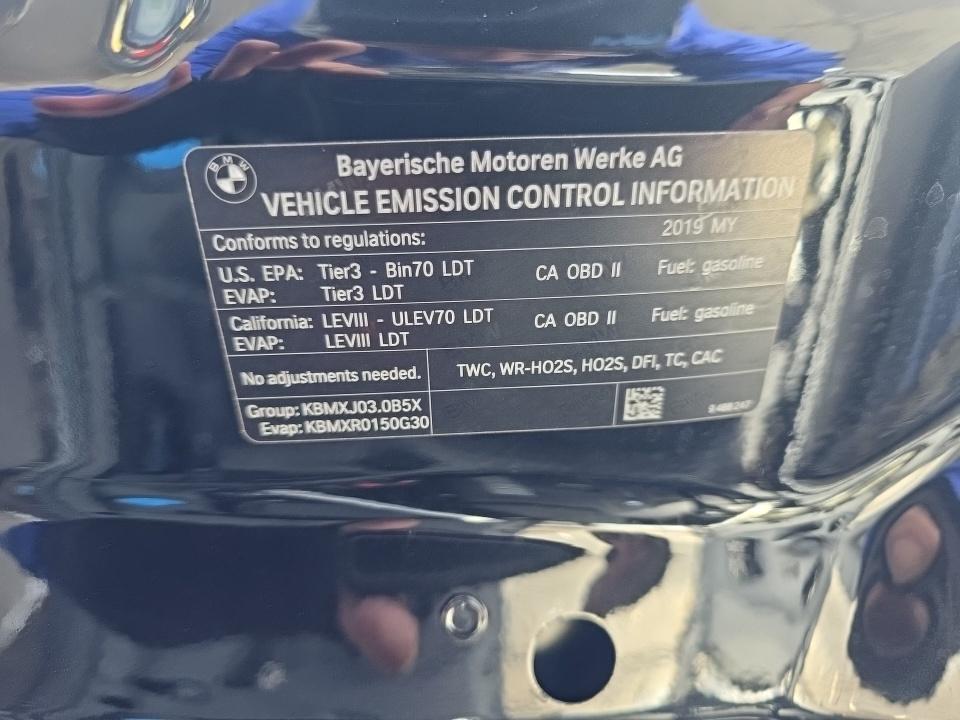 BMW
Bayerische Motoren Werke AG
VEHICLE EMISSION CONTROL INFORMATION
Conforms to regulations: 2019 MY
U.S. EPA: Tier3 - Bin70 LDT CA OBD II Fuel: gasoline
EVAP: Tier3 LDT
California: LEVIII - ULEV70 LDT CA OBD II Fuel: gasoline
EVAP: LEVIII LDT
No adjustments needed. TWC, WR-HO2S, HO2S, DFI, TC, CAC
Group: KBMXJ03.0B5X
Evap: KBMXR0150G30